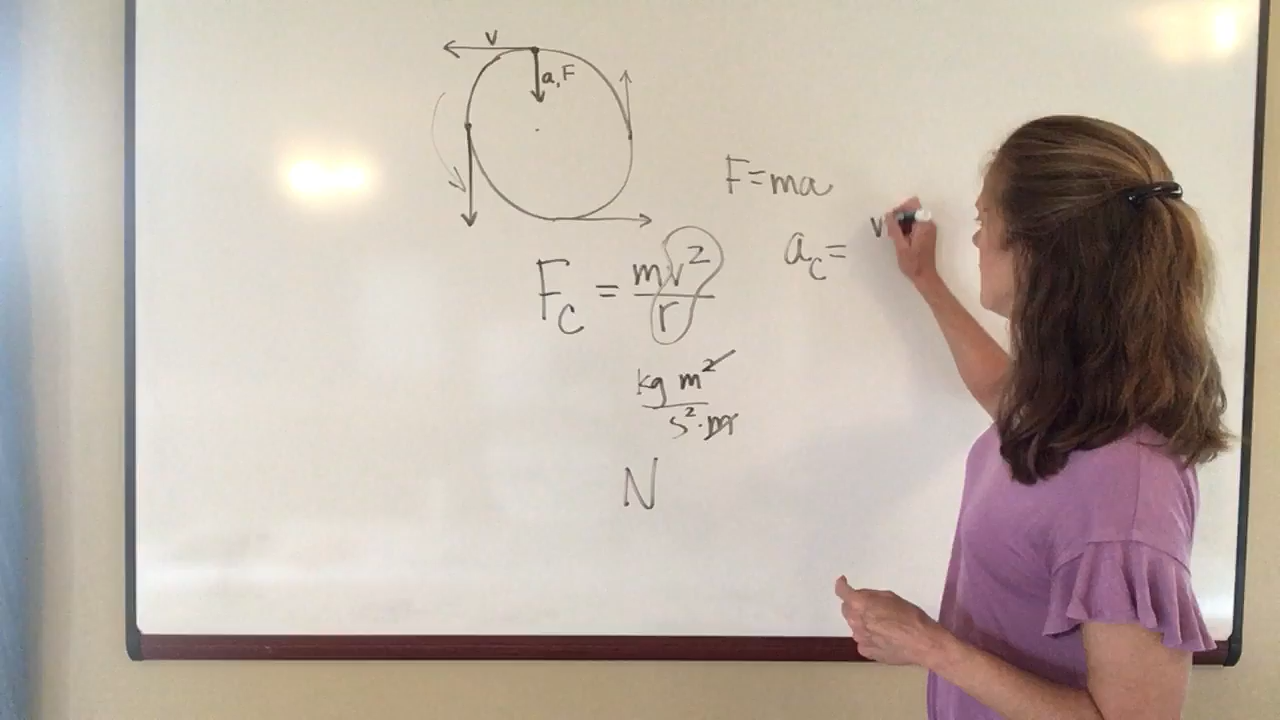 v
a, F
F=ma
a_c = v
F_c = mv²/r
kg m²/s²·m
N